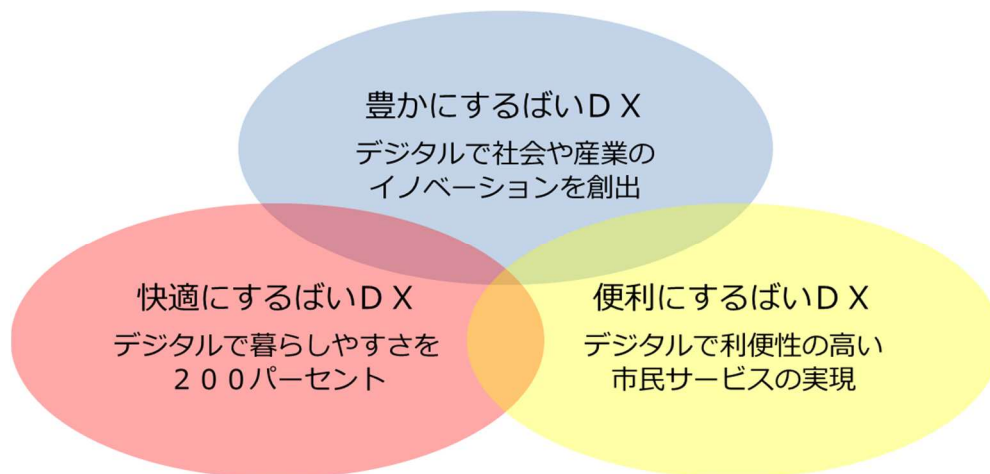 豊かにするばいＤＸ
デジタルで社会や産業の
イノベーションを創出
快適にするばいＤＸ
デジタルで暮らしやすさを
２００パーセント
便利にするばいＤＸ
デジタルで利便性の高い
市民サービスの実現